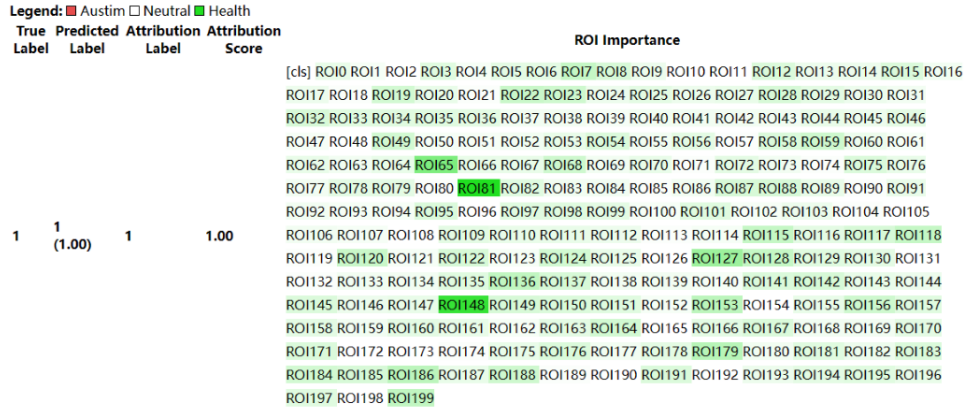 Legend: Austim Neutral Health
True Label Predicted Label Attribution Label Attribution Score ROI Importance
[cls] ROI0 ROI1 ROI2 ROI3 ROI4 ROI5 ROI6 ROI7 ROI8 ROI9 ROI10 ROI11 ROI12 ROI13 ROI14 ROI15 ROI16
ROI17 ROI18 ROI19 ROI20 ROI21 ROI22 ROI23 ROI24 ROI25 ROI26 ROI27 ROI28 ROI29 ROI30 ROI31
ROI32 ROI33 ROI34 ROI35 ROI36 ROI37 ROI38 ROI39 ROI40 ROI41 ROI42 ROI43 ROI44 ROI45 ROI46
ROI47 ROI48 ROI49 ROI50 ROI51 ROI52 ROI53 ROI54 ROI55 ROI56 ROI57 ROI58 ROI59 ROI60 ROI61
ROI62 ROI63 ROI64 ROI65 ROI66 ROI67 ROI68 ROI69 ROI70 ROI71 ROI72 ROI73 ROI74 ROI75 ROI76
ROI77 ROI78 ROI79 ROI80 ROI81 ROI82 ROI83 ROI84 ROI85 ROI86 ROI87 ROI88 ROI89 ROI90 ROI91
ROI92 ROI93 ROI94 ROI95 ROI96 ROI97 ROI98 ROI99 ROI100 ROI101 ROI102 ROI103 ROI104 ROI105
1 1 (1.00) 1 1.00 ROI106 ROI107 ROI108 ROI109 ROI110 ROI111 ROI112 ROI113 ROI114 ROI115 ROI116 ROI117 ROI118
ROI119 ROI120 ROI121 ROI122 ROI123 ROI124 ROI125 ROI126 ROI127 ROI128 ROI129 ROI130 ROI131
ROI132 ROI133 ROI134 ROI135 ROI136 ROI137 ROI138 ROI139 ROI140 ROI141 ROI142 ROI143 ROI144
ROI145 ROI146 ROI147 ROI148 ROI149 ROI150 ROI151 ROI152 ROI153 ROI154 ROI155 ROI156 ROI157
ROI158 ROI159 ROI160 ROI161 ROI162 ROI163 ROI164 ROI165 ROI166 ROI167 ROI168 ROI169 ROI170
ROI171 ROI172 ROI173 ROI174 ROI175 ROI176 ROI177 ROI178 ROI179 ROI180 ROI181 ROI182 ROI183
ROI184 ROI185 ROI186 ROI187 ROI188 ROI189 ROI190 ROI191 ROI192 ROI193 ROI194 ROI195 ROI196
ROI197 ROI198 ROI199